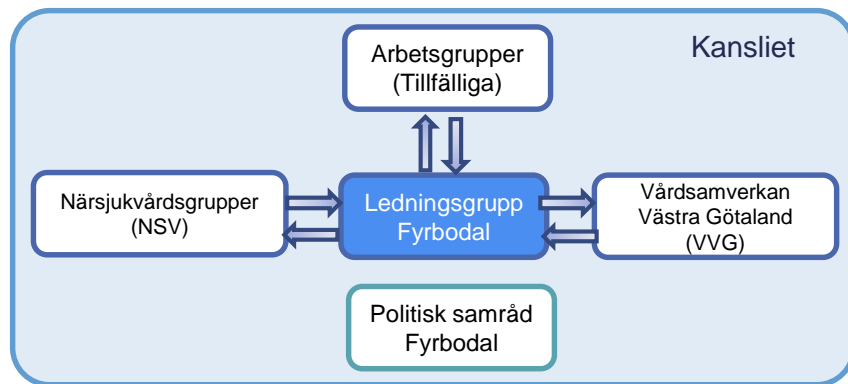 Kansliet
Arbetsgrupper
(Tillfälliga)
Närsjukvårdsgrupper
(NSV)
Ledningsgrupp
Fyrbodal
Vårdsamverkan
Västra Götaland
(VVG)
Politisk samråd
Fyrbodal